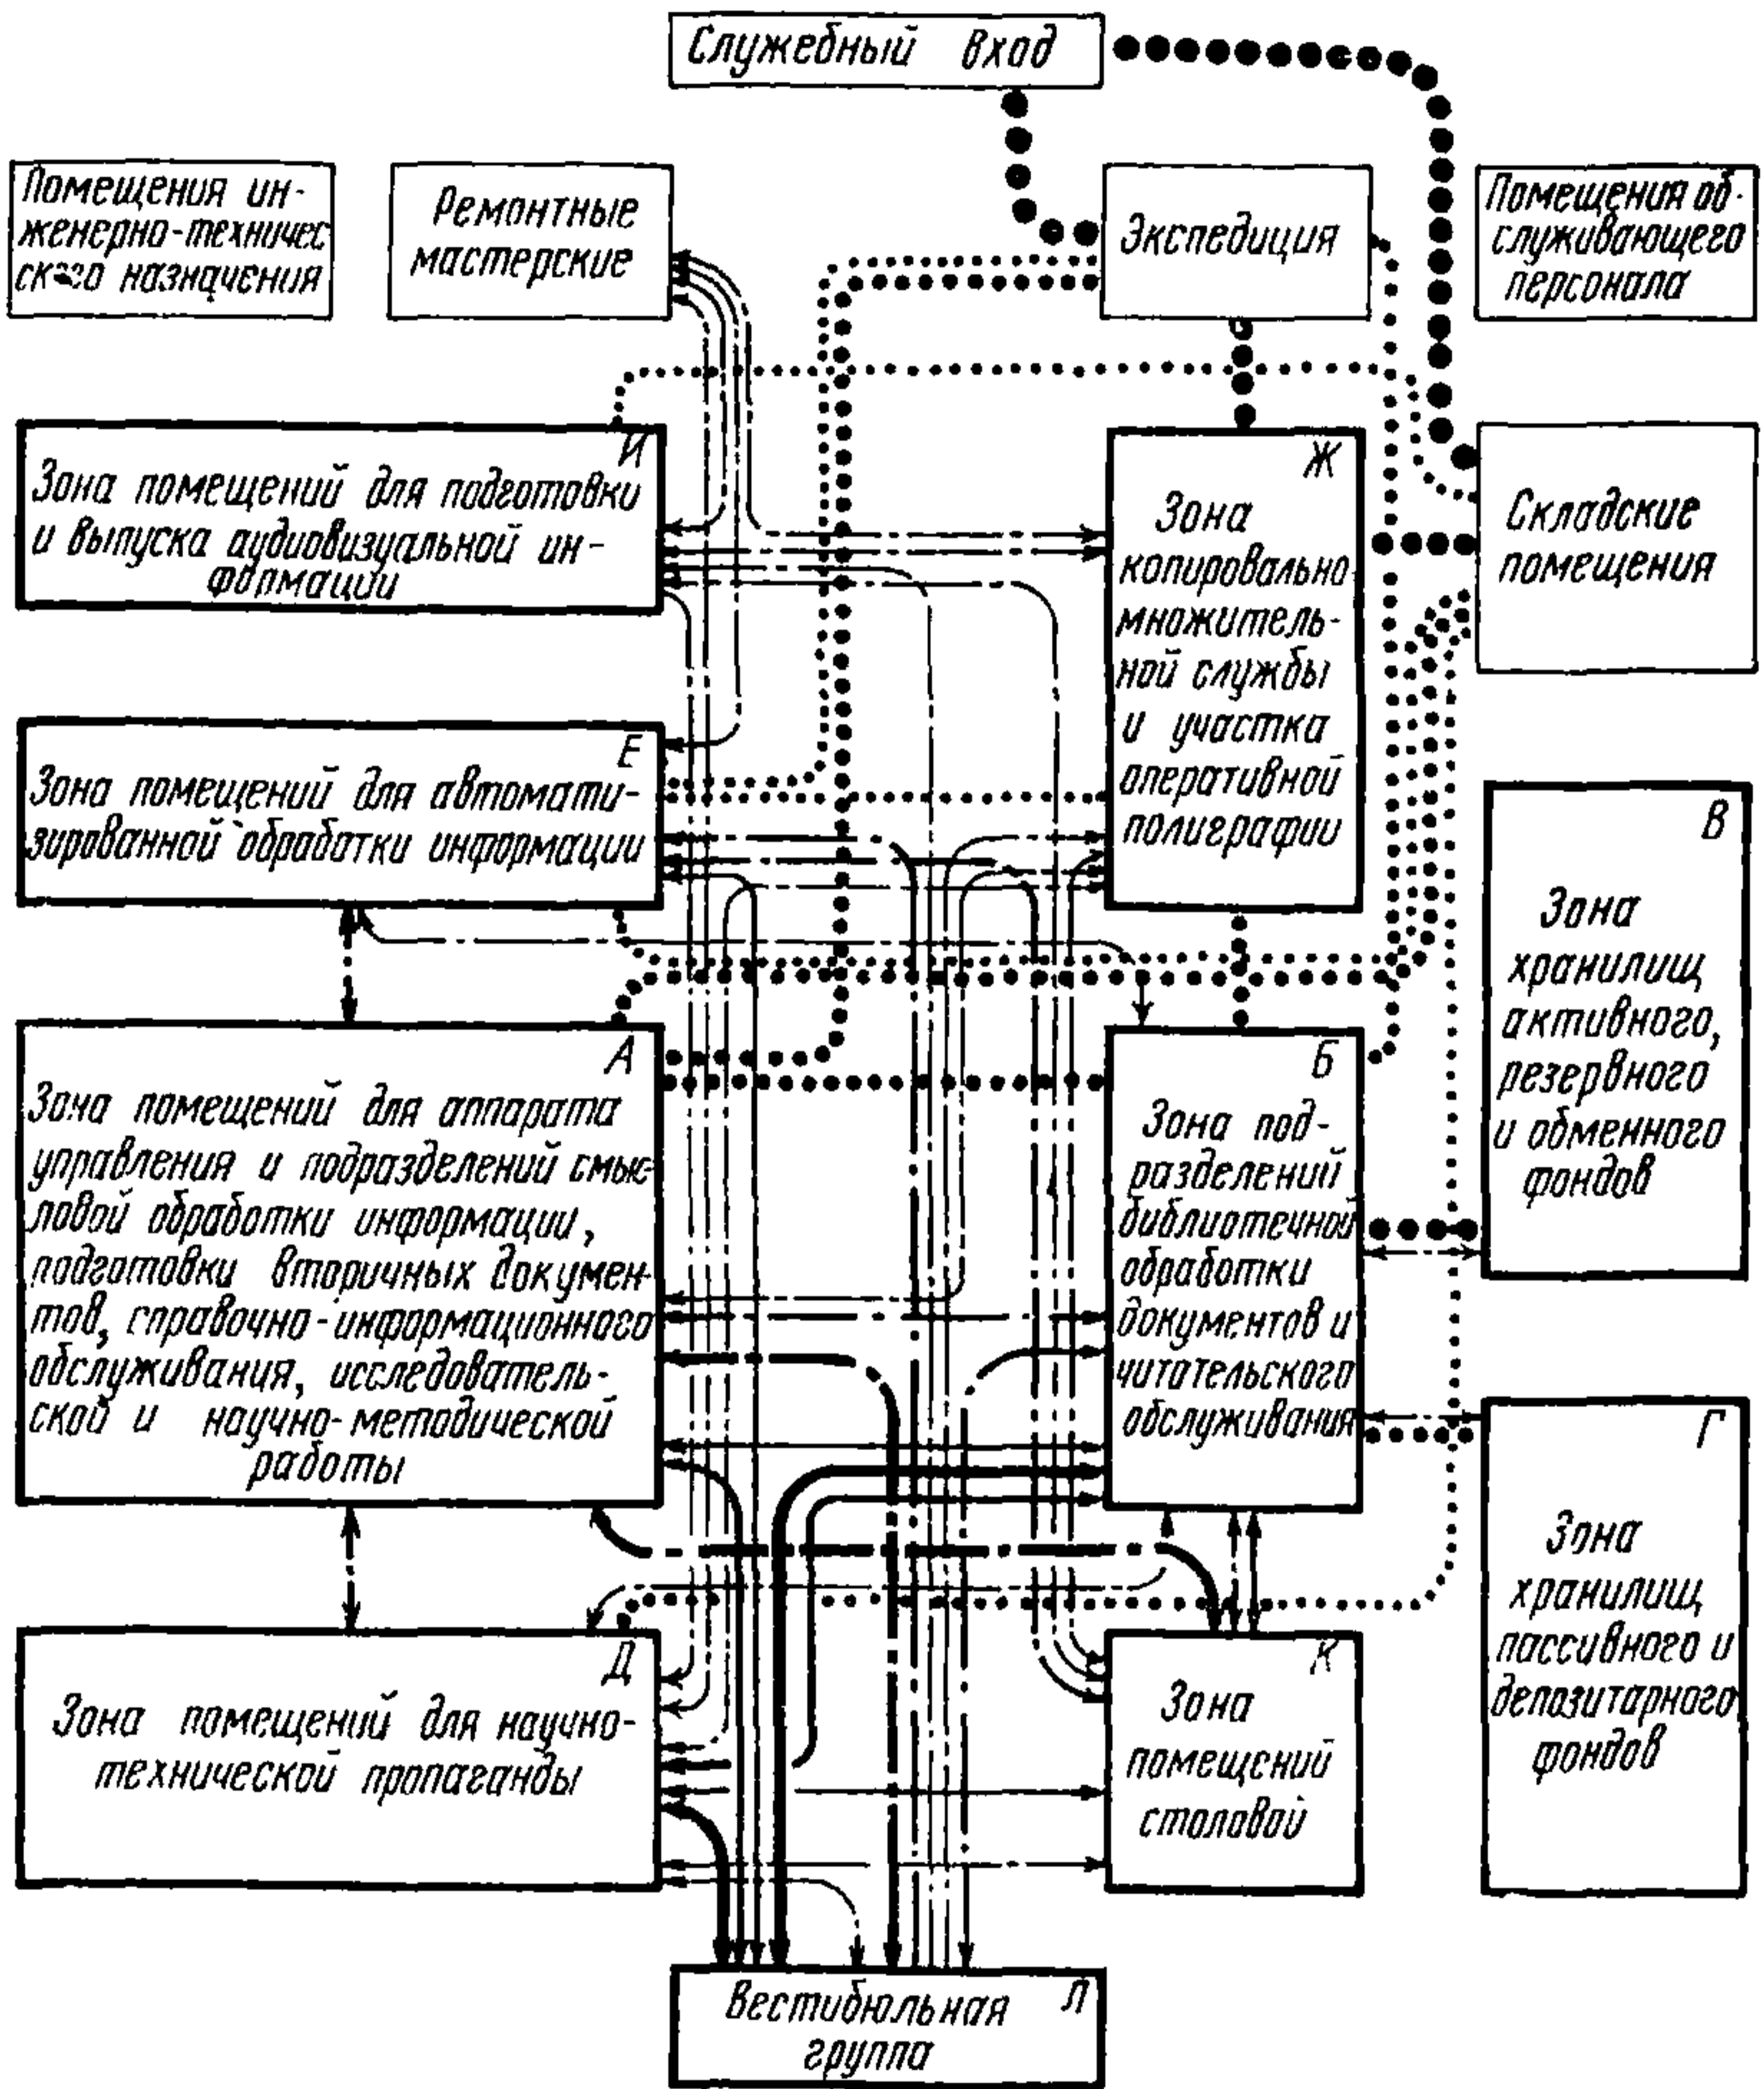 Служебный вход
Помещения ин-
женерно-техничес
ского назначения
Ремонтные
мастерские
Экспедиция
Помещения об-
служивающего
персонала
И
Зона помещений для подготовки
и выпуска аудиовизуальной ин-
формации
Ж
Зона
копировально
множитель-
ной службы
и участка
оперативной
полиграфии
Складские
помещения
Е
Зона помещений для автомати-
зированной обработки информации
В
Зона
хранилищ
активного,
резервного
и обменного
фондов
А
Зона помещений для аппарата
управления и подразделений смыс-
ловой обработки информации,
подготовки вторичных докумен-
тов, справочно-информационного
обслуживания, исследователь-
ской и научно-методической
работы
Б
Зона под-
разделений
библиотечной
обработки
документов и
читательского
обслуживания
Г
Зона
хранилищ
пассивного и
депозитарного
фондов
Д
Зона помещений для научно-
технической пропаганды
К
Зона
помещений
столовой
Л
Вестибюльная
группа